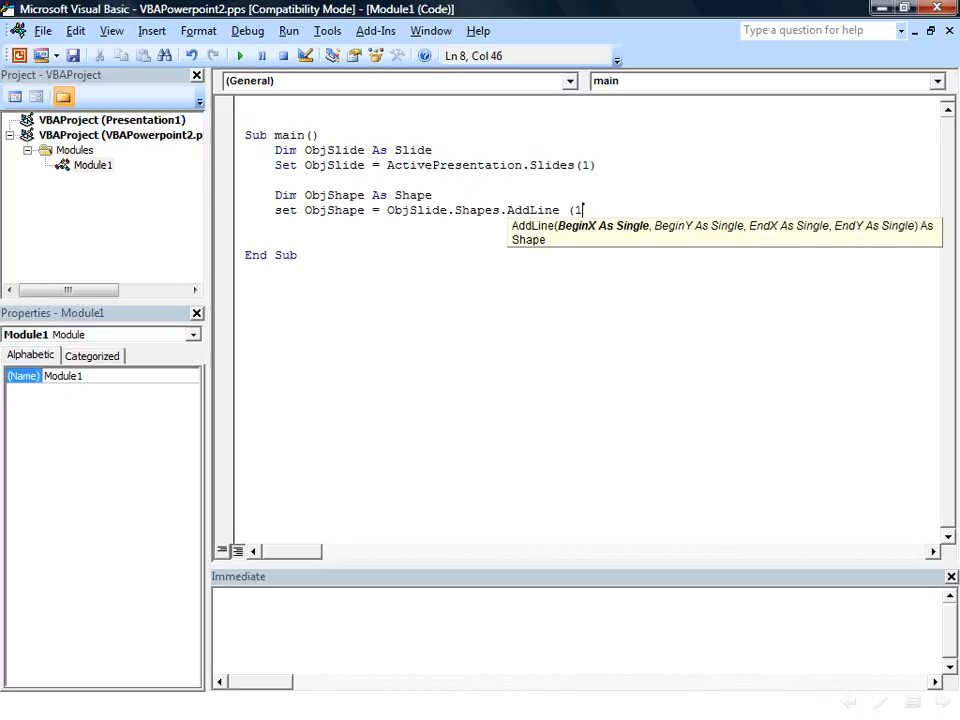 Microsoft Visual Basic - VBAPowerpoint2.pps [Compatibility Mode] - [Module1 (Code)]
File Edit View Insert Format Debug Run Tools Add-Ins Window Help
Type a question for help
Ln 8, Col 46
Project - VBAProject
VBAProject (Presentation1)
VBAProject (VBAPowerpoint2.p
Modules
Module1
Properties - Module1
Module1 Module
Alphabetic Categorized
(Name) Module1
(General) main
Sub main()
Dim ObjSlide As Slide
Set ObjSlide = ActivePresentation.Slides(1)
Dim ObjShape As Shape
set ObjShape = ObjSlide.Shapes.AddLine (1
AddLine(BeginX As Single, BeginY As Single, EndX As Single, EndY As Single) As
Shape
End Sub
Immediate